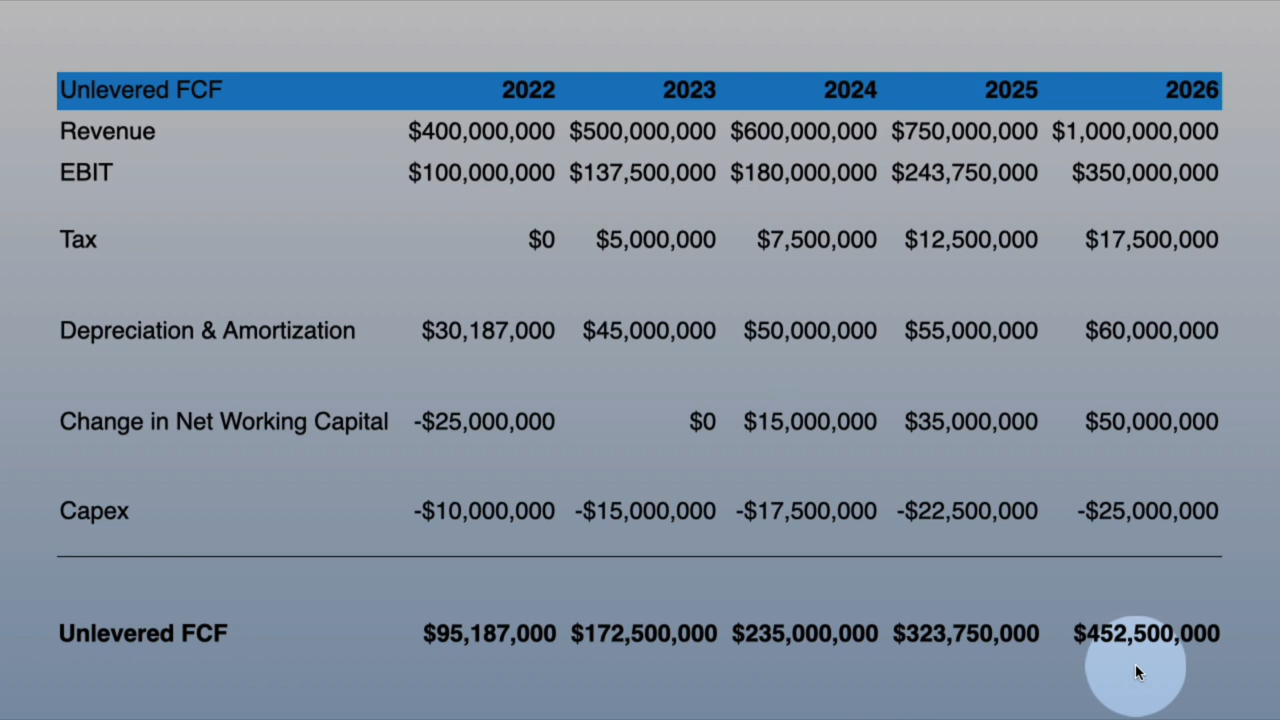 Unlevered FCF 2022 2023 2024 2025 2026
Revenue $400,000,000 $500,000,000 $600,000,000 $750,000,000 $1,000,000,000
EBIT $100,000,000 $137,500,000 $180,000,000 $243,750,000 $350,000,000
Tax $0 $5,000,000 $7,500,000 $12,500,000 $17,500,000
Depreciation & Amortization $30,187,000 $45,000,000 $50,000,000 $55,000,000 $60,000,000
Change in Net Working Capital -$25,000,000 $0 $15,000,000 $35,000,000 $50,000,000
Capex -$10,000,000 -$15,000,000 -$17,500,000 -$22,500,000 -$25,000,000
Unlevered FCF $95,187,000 $172,500,000 $235,000,000 $323,750,000 $452,500,000